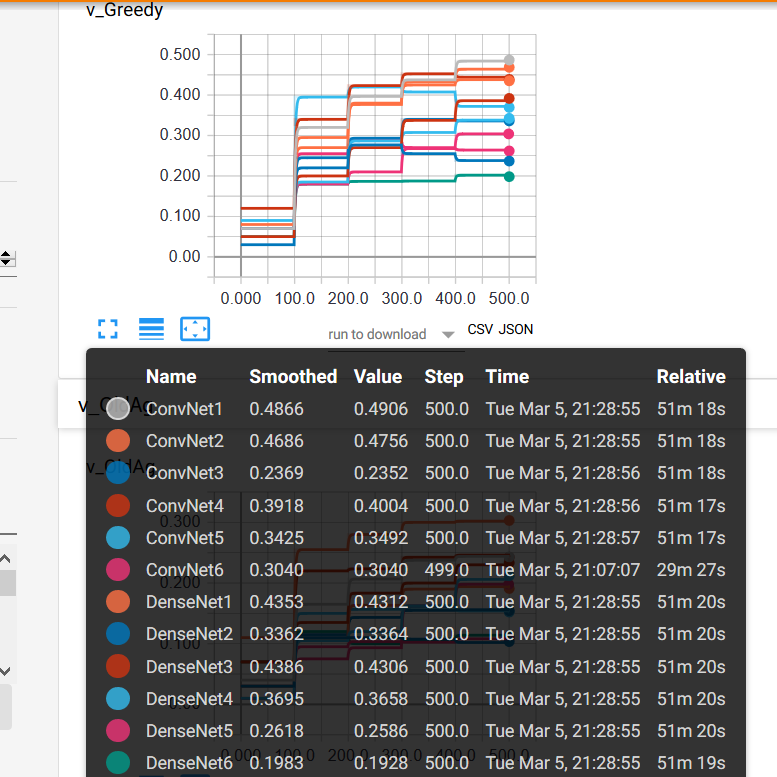 v_Greedy
0.500
0.400
0.300
0.200
0.100
0.00
0.000 100.0 200.0 300.0 400.0 500.0
run to download CSV JSON
Name Smoothed Value Step Time Relative
ConvNet1 0.4866 0.4906 500.0 Tue Mar 5, 21:28:55 51m 18s
ConvNet2 0.4686 0.4756 500.0 Tue Mar 5, 21:28:55 51m 18s
ConvNet3 0.2369 0.2352 500.0 Tue Mar 5, 21:28:56 51m 18s
ConvNet4 0.3918 0.4004 500.0 Tue Mar 5, 21:28:56 51m 17s
ConvNet5 0.3425 0.3492 500.0 Tue Mar 5, 21:28:57 51m 17s
ConvNet6 0.3040 0.3040 499.0 Tue Mar 5, 21:07:07 29m 27s
DenseNet1 0.4353 0.4312 500.0 Tue Mar 5, 21:28:55 51m 20s
DenseNet2 0.3362 0.3364 500.0 Tue Mar 5, 21:28:55 51m 20s
DenseNet3 0.4386 0.4306 500.0 Tue Mar 5, 21:28:55 51m 20s
DenseNet4 0.3695 0.3658 500.0 Tue Mar 5, 21:28:55 51m 20s
DenseNet5 0.2618 0.2586 500.0 Tue Mar 5, 21:28:55 51m 20s
DenseNet6 0.1983 0.1928 500.0 Tue Mar 5, 21:28:55 51m 19s
0.300
0.200
0.100
0.000 100.0 200.0 300.0 400.0 500.0